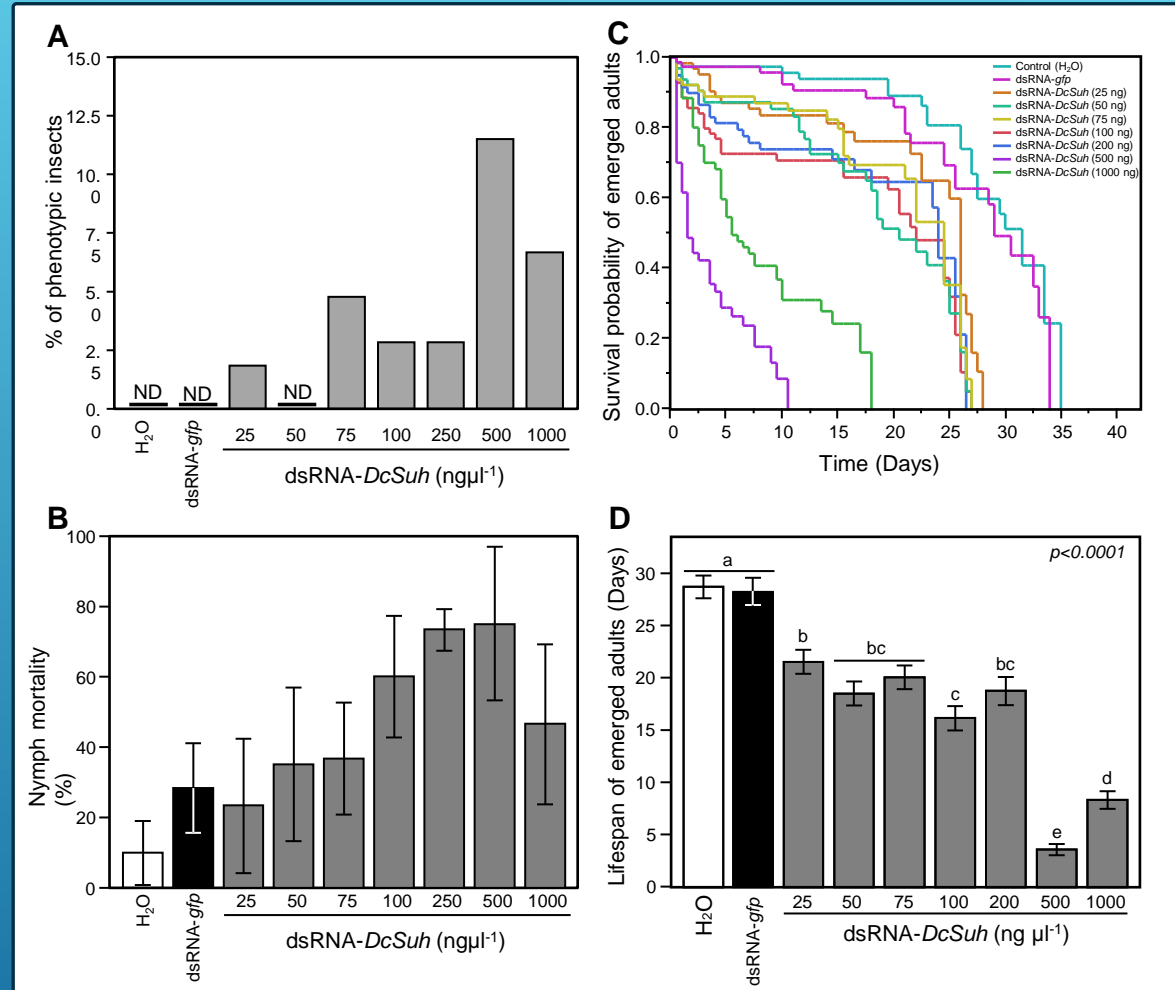 A
% of phenotypic insects
15.0
12.5
10.
0
7.
5
5.
0
2.
5
0.
0
ND
ND
ND
H₂O
dsRNA-gfp
25 50 75 100 250 500 1000
dsRNA-DcSuh (ngµl⁻¹)
C
Survival probability of emerged adults
1.0
0.8
0.6
0.4
0.2
0.0
0 5 10 15 20 25 30 35 40
Time (Days)
Control (H₂O)
dsRNA-gfp
dsRNA-DcSuh (25 ng)
dsRNA-DcSuh (50 ng)
dsRNA-DcSuh (75 ng)
dsRNA-DcSuh (100 ng)
dsRNA-DcSuh (200 ng)
dsRNA-DcSuh (500 ng)
dsRNA-DcSuh (1000 ng)
B
Nymph mortality
(%)
100
80
60
40
20
0
H₂O
dsRNA-gfp
25 50 75 100 250 500 1000
dsRNA-DcSuh (ngµl⁻¹)
D
Lifespan of emerged adults (Days)
p<0.0001
30
25
20
15
10
5
0
a
b
bc
c
bc
e
d
H₂O
dsRNA-gfp
25 50 75 100 200 500 1000
dsRNA-DcSuh (ng µl⁻¹)